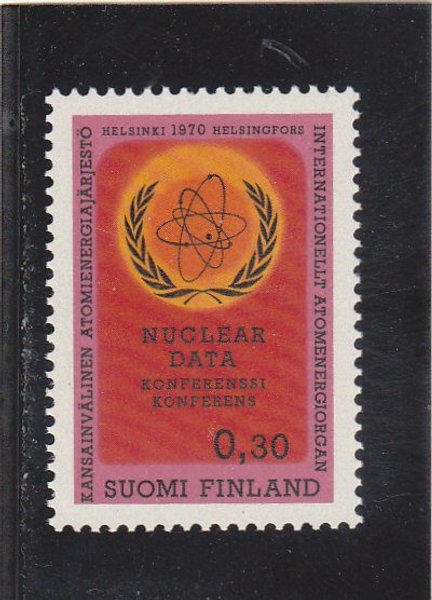 HELSINKI 1970 HELSINGFORS
KANSAINVÄLINEN ATOMIENERGIAJÄRJESTÖ
INTERNATIONELLT ATOMENERGIORGAN
NUCLEAR
DATA
KONFERENSSI
KONFERENS
0,30
SUOMI FINLAND